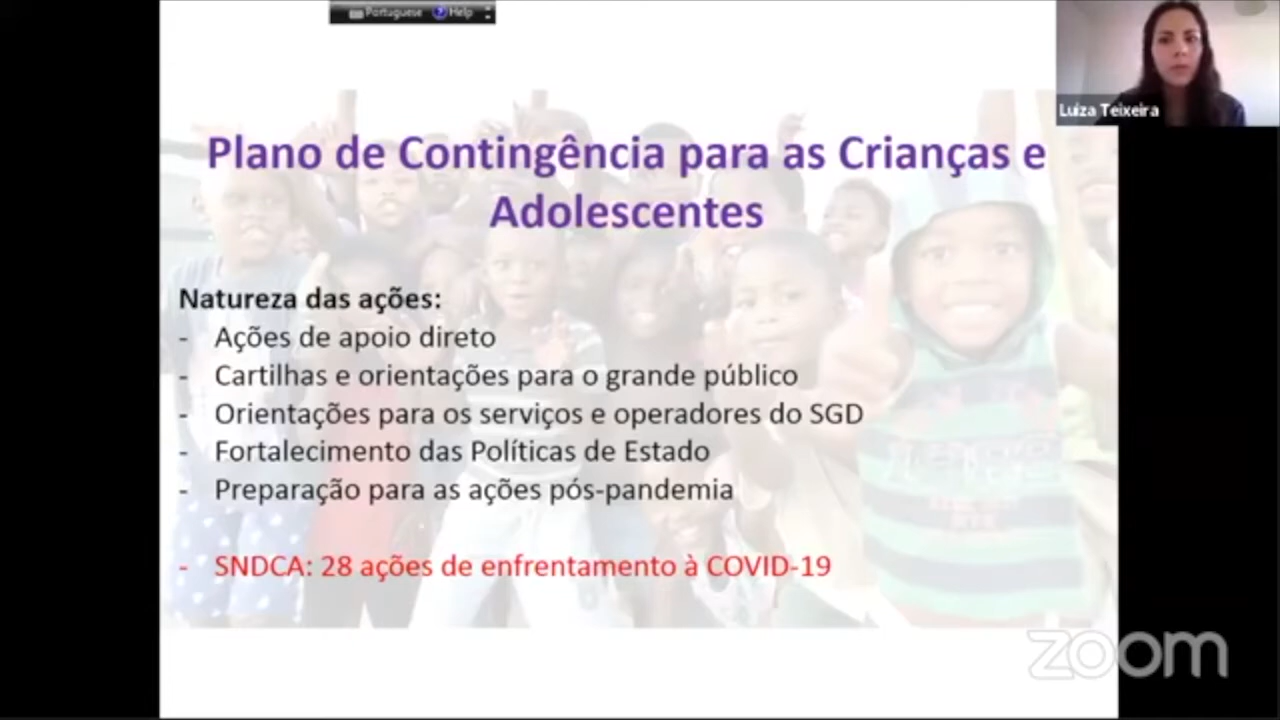 Portuguese Help
Luiza Teixeira
Plano de Contingência para as Crianças e
Adolescentes
Natureza das ações:
- Ações de apoio direto
- Cartilhas e orientações para o grande público
- Orientações para os serviços e operadores do SGD
- Fortalecimento das Políticas de Estado
- Preparação para as ações pós-pandemia
- SNDCA: 28 ações de enfrentamento à COVID-19
zoom